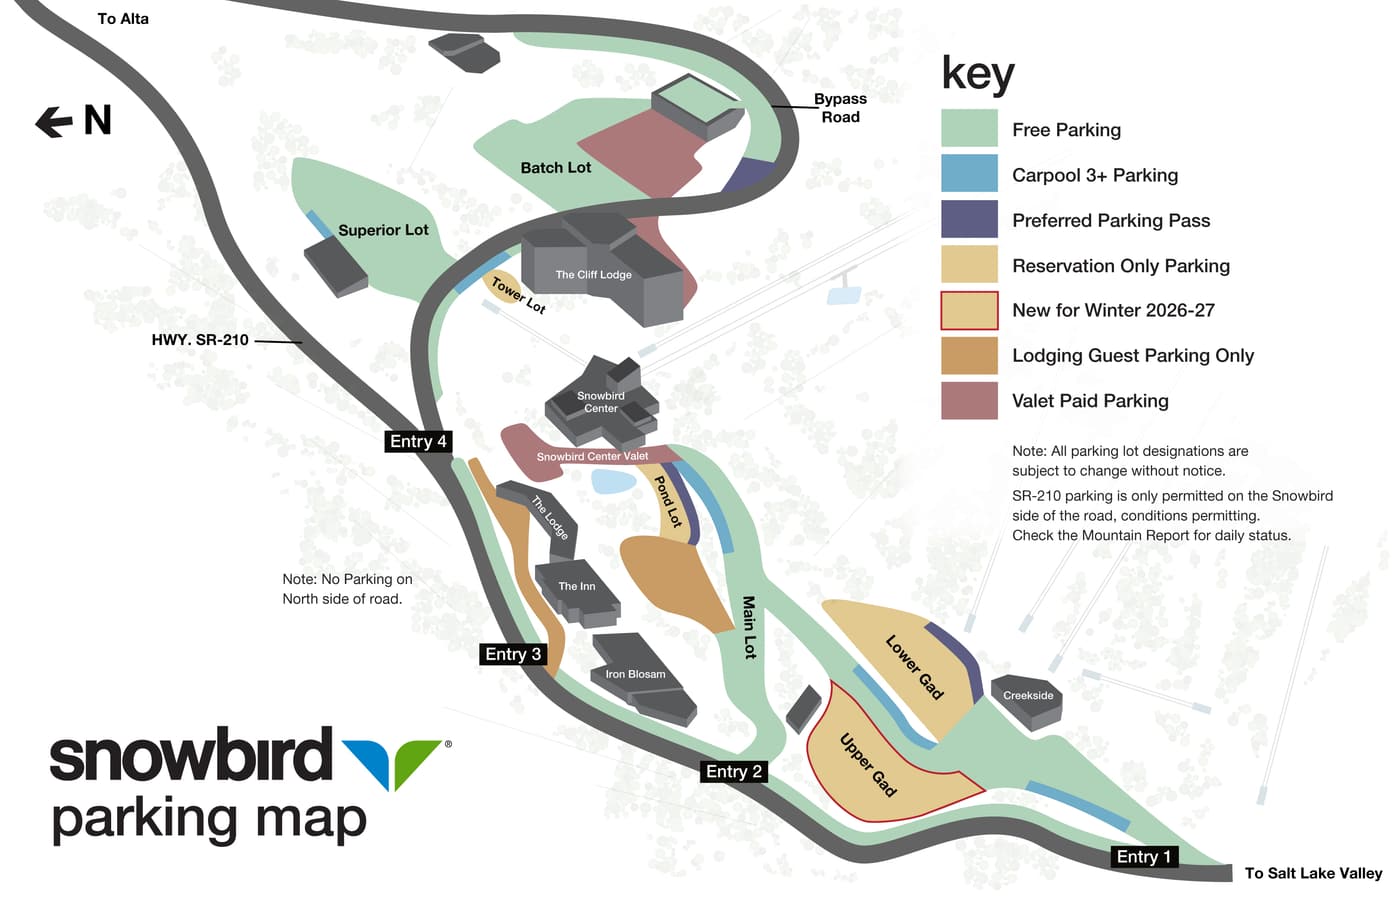 To Alta
N
Bypass
Road
key
Free Parking
Carpool 3+ Parking
Preferred Parking Pass
Reservation Only Parking
New for Winter 2026-27
Lodging Guest Parking Only
Valet Paid Parking
Note: All parking lot designations are
subject to change without notice.
SR-210 parking is only permitted on the Snowbird
side of the road, conditions permitting.
Check the Mountain Report for daily status.
Batch Lot
Superior Lot
The Cliff Lodge
Tower Lot
HWY. SR-210
Snowbird
Center
Entry 4
Snowbird Center Valet
Pond Lot
The Lodge
The Inn
Note: No Parking on
North side of road.
Main Lot
Entry 3
Iron Blosam
Lower Gad
Creekside
Upper Gad
Entry 2
Entry 1
To Salt Lake Valley
snowbird ®
parking map